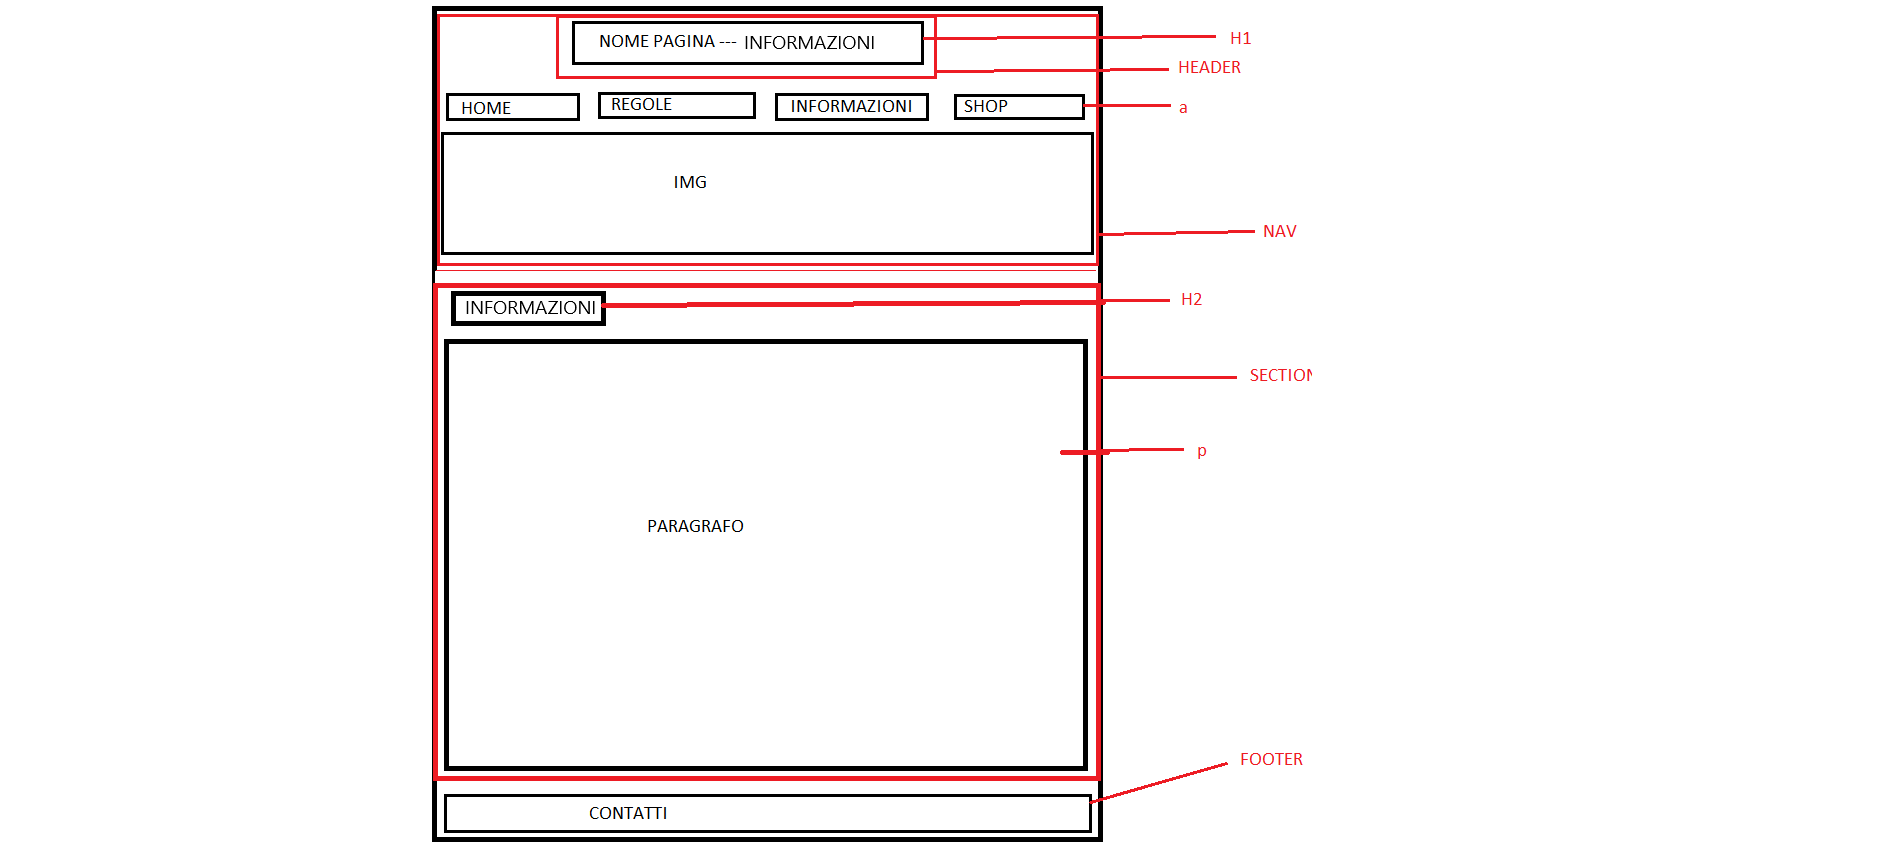 NOME PAGINA --- INFORMAZIONI
H1
HEADER
HOME
REGOLE
INFORMAZIONI
SHOP
a
IMG
NAV
INFORMAZIONI
H2
SECTION
p
PARAGRAFO
FOOTER
CONTATTI